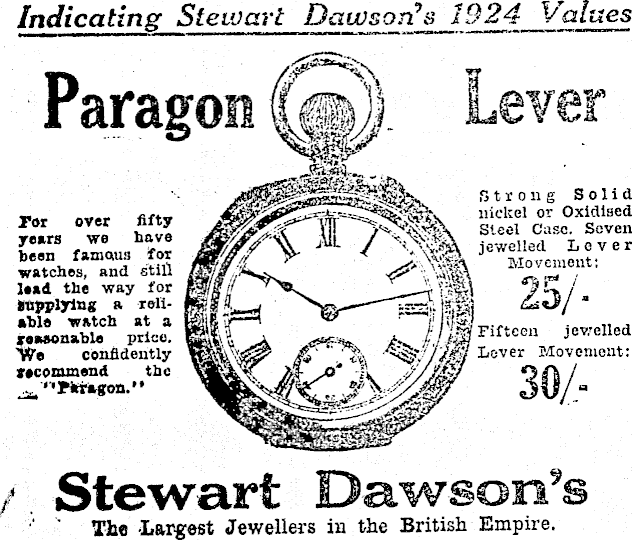 Indicating Stewart Dawson's 1924 Values
Paragon Lever
For over fifty
years we have
been famous for
watches, and still
lead the way for
supplying a reli-
able watch at a
reasonable price.
We confidently
recommend the
"Paragon."
Strong Solid
nickel or Oxidised
Steel Case. Seven
jewelled Lever
Movement:
25/-
Fifteen jewelled
Lever Movement:
30/-
Stewart Dawson's
The Largest Jewellers in the British Empire.